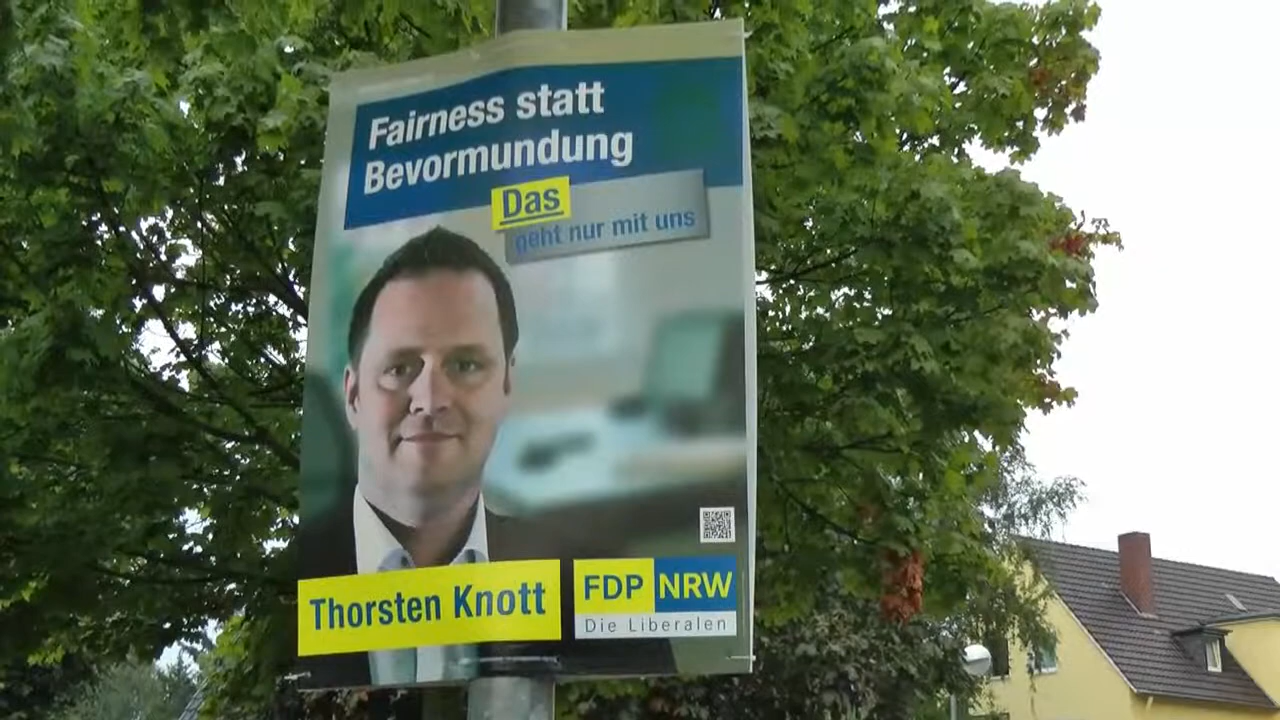 Fairness statt
Bevormundung
Das
geht nur mit uns
Thorsten Knott
FDP NRW
Die Liberalen